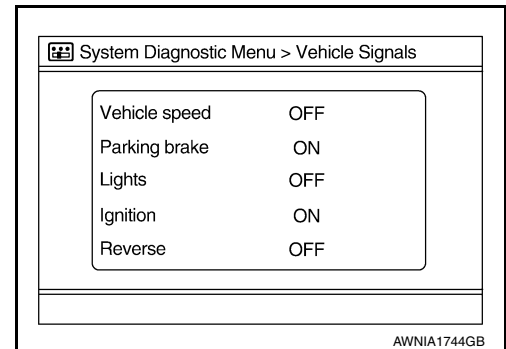 System Diagnostic Menu > Vehicle Signals
Vehicle speed OFF
Parking brake ON
Lights OFF
Ignition ON
Reverse OFF
AWNIA1744GB